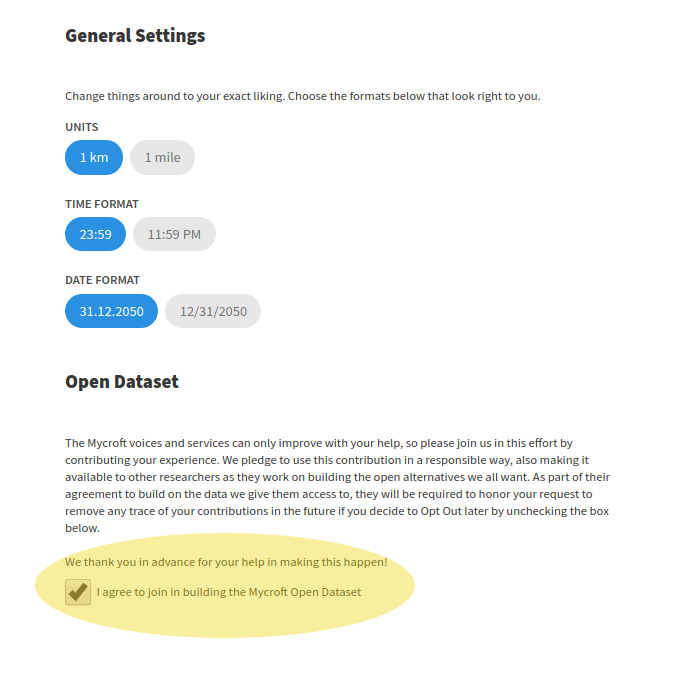 General Settings
Change things around to your exact liking. Choose the formats below that look right to you.
UNITS
1 km 1 mile
TIME FORMAT
23:59 11:59 PM
DATE FORMAT
31.12.2050 12/31/2050
Open Dataset
The Mycroft voices and services can only improve with your help, so please join us in this effort by
contributing your experience. We pledge to use this contribution in a responsible way, also making it
available to other researchers as they work on building the open alternatives we all want. As part of their
agreement to build on the data we give them access to, they will be required to honor your request to
remove any trace of your contributions in the future if you decide to Opt Out later by unchecking the box
below.
We thank you in advance for your help in making this happen!
I agree to join in building the Mycroft Open Dataset